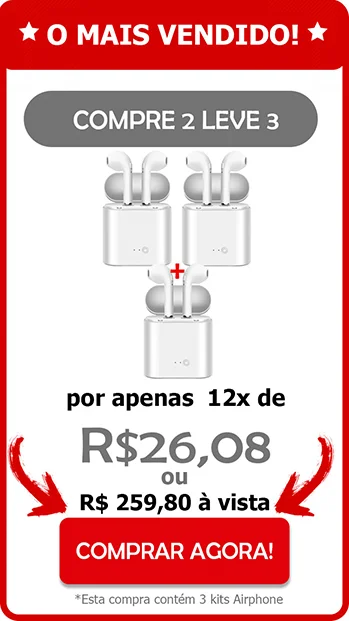 O MAIS VENDIDO!
COMPRE 2 LEVE 3
+
por apenas 12x de
R$26,08
ou
R$ 259,80 à vista
COMPRAR AGORA!
*Esta compra contém 3 kits Airphone